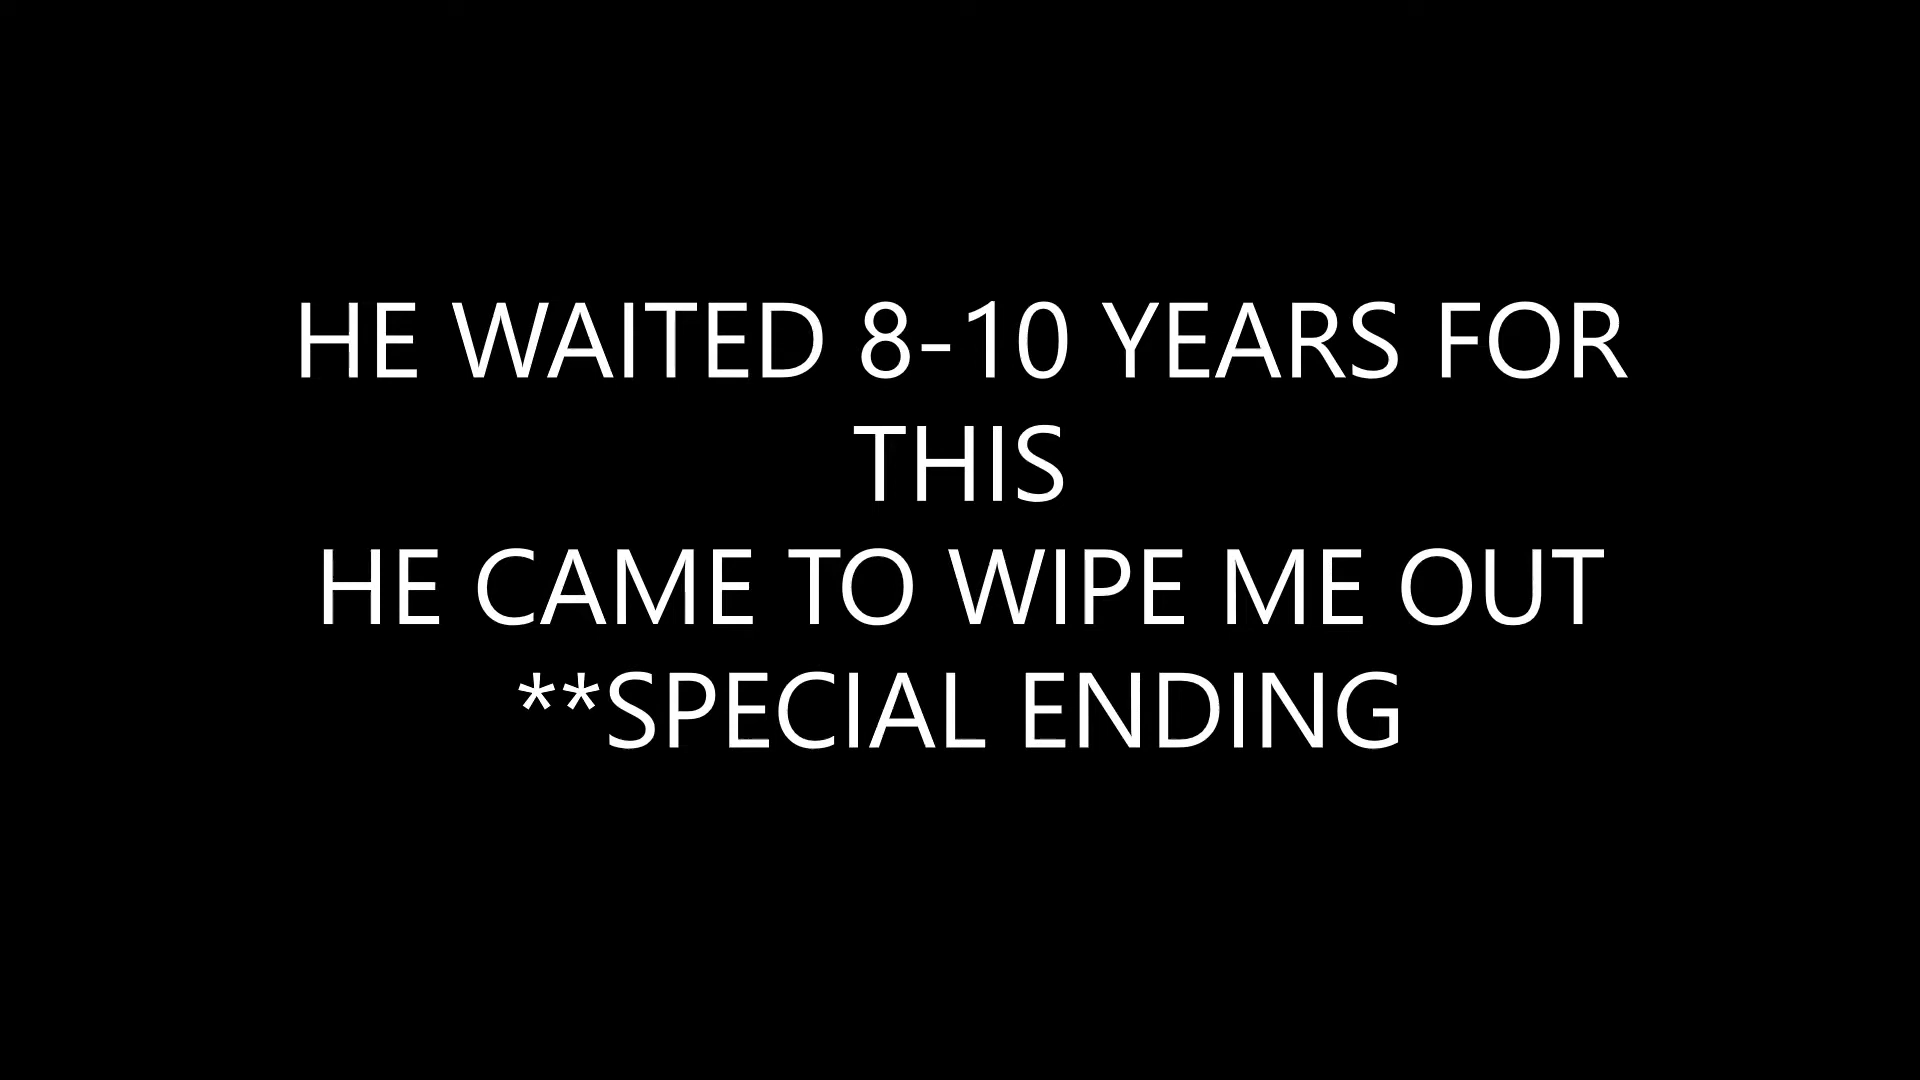 HE WAITED 8-10 YEARS FOR
THIS
HE CAME TO WIPE ME OUT
**SPECIAL ENDING